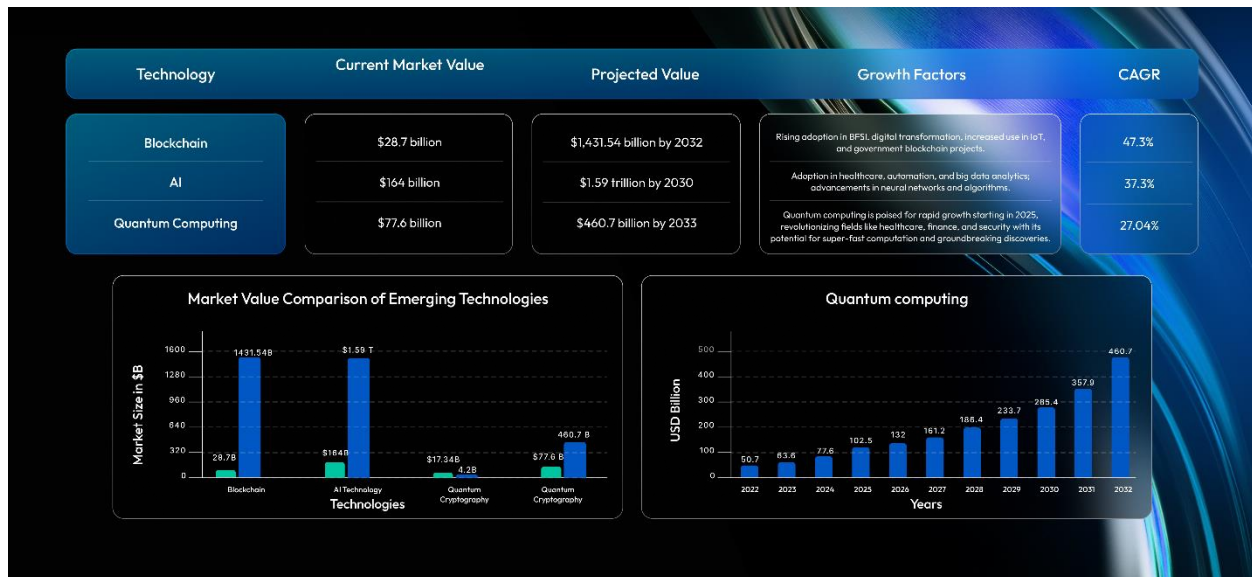 Technology
Current Market Value
Projected Value
Growth Factors
CAGR
Blockchain
$28.7 billion
$1,431.54 billion by 2032
Rising adoption in BFSI, digital transformation, increased use in IoT,
and government blockchain projects.
47.3%
AI
$164 billion
$1.59 trillion by 2030
Adoption in healthcare, automation, and big data analytics;
advancements in neural networks and algorithms.
37.3%
Quantum Computing
$77.6 billion
$460.7 billion by 2033
Quantum computing is poised for rapid growth starting in 2025,
revolutionizing fields like healthcare, finance, and security with its
potential for super-fast computation and groundbreaking discoveries.
27.04%
Market Value Comparison of Emerging Technologies
Market Size in $B
1600
1280
960
640
320
0
28.7B
1431.54B
$164B
$1.59 T
$17.34B
4.2B
$77.6 B
460.7 B
Blockchain
AI Technology
Quantum
Cryptography
Quantum
Cryptography
Technologies
Quantum computing
USD Billion
500
400
300
200
100
0
50.7
63.6
77.6
102.5
132
161.2
188.4
233.7
285.4
357.9
460.7
2022
2023
2024
2025
2026
2027
2028
2029
2030
2031
2032
Years